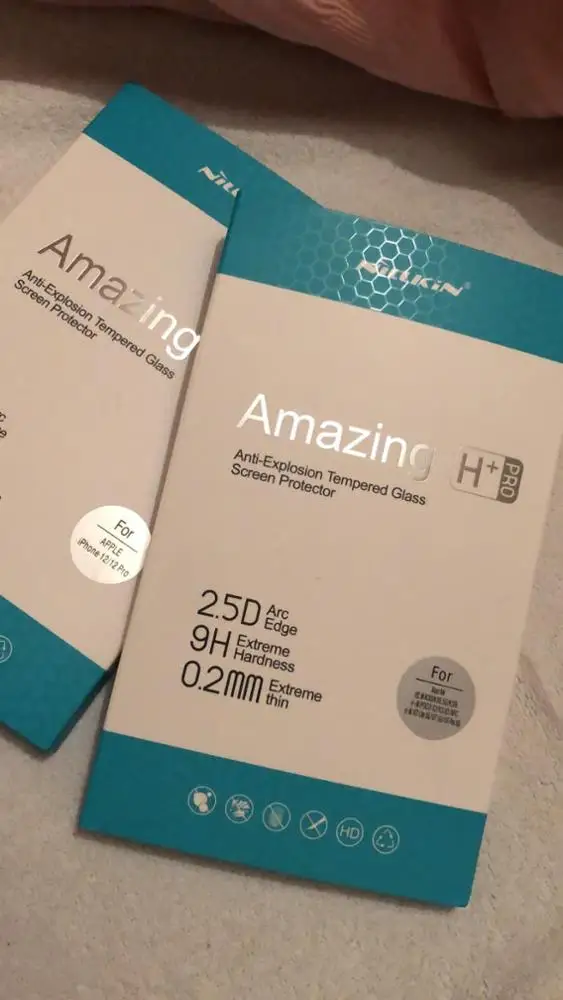 NILLKIN
Amazing
Anti-Explosion Tempered Glass
Screen Protector
For
APPLE
iPhone 12/12 Pro
NILLKIN®
Amazing
H+ PRO
Anti-Explosion Tempered Glass
Screen Protector
2.5D Arc
Edge
9H Extreme
Hardness
0.2mm Extreme
thin
For
HD